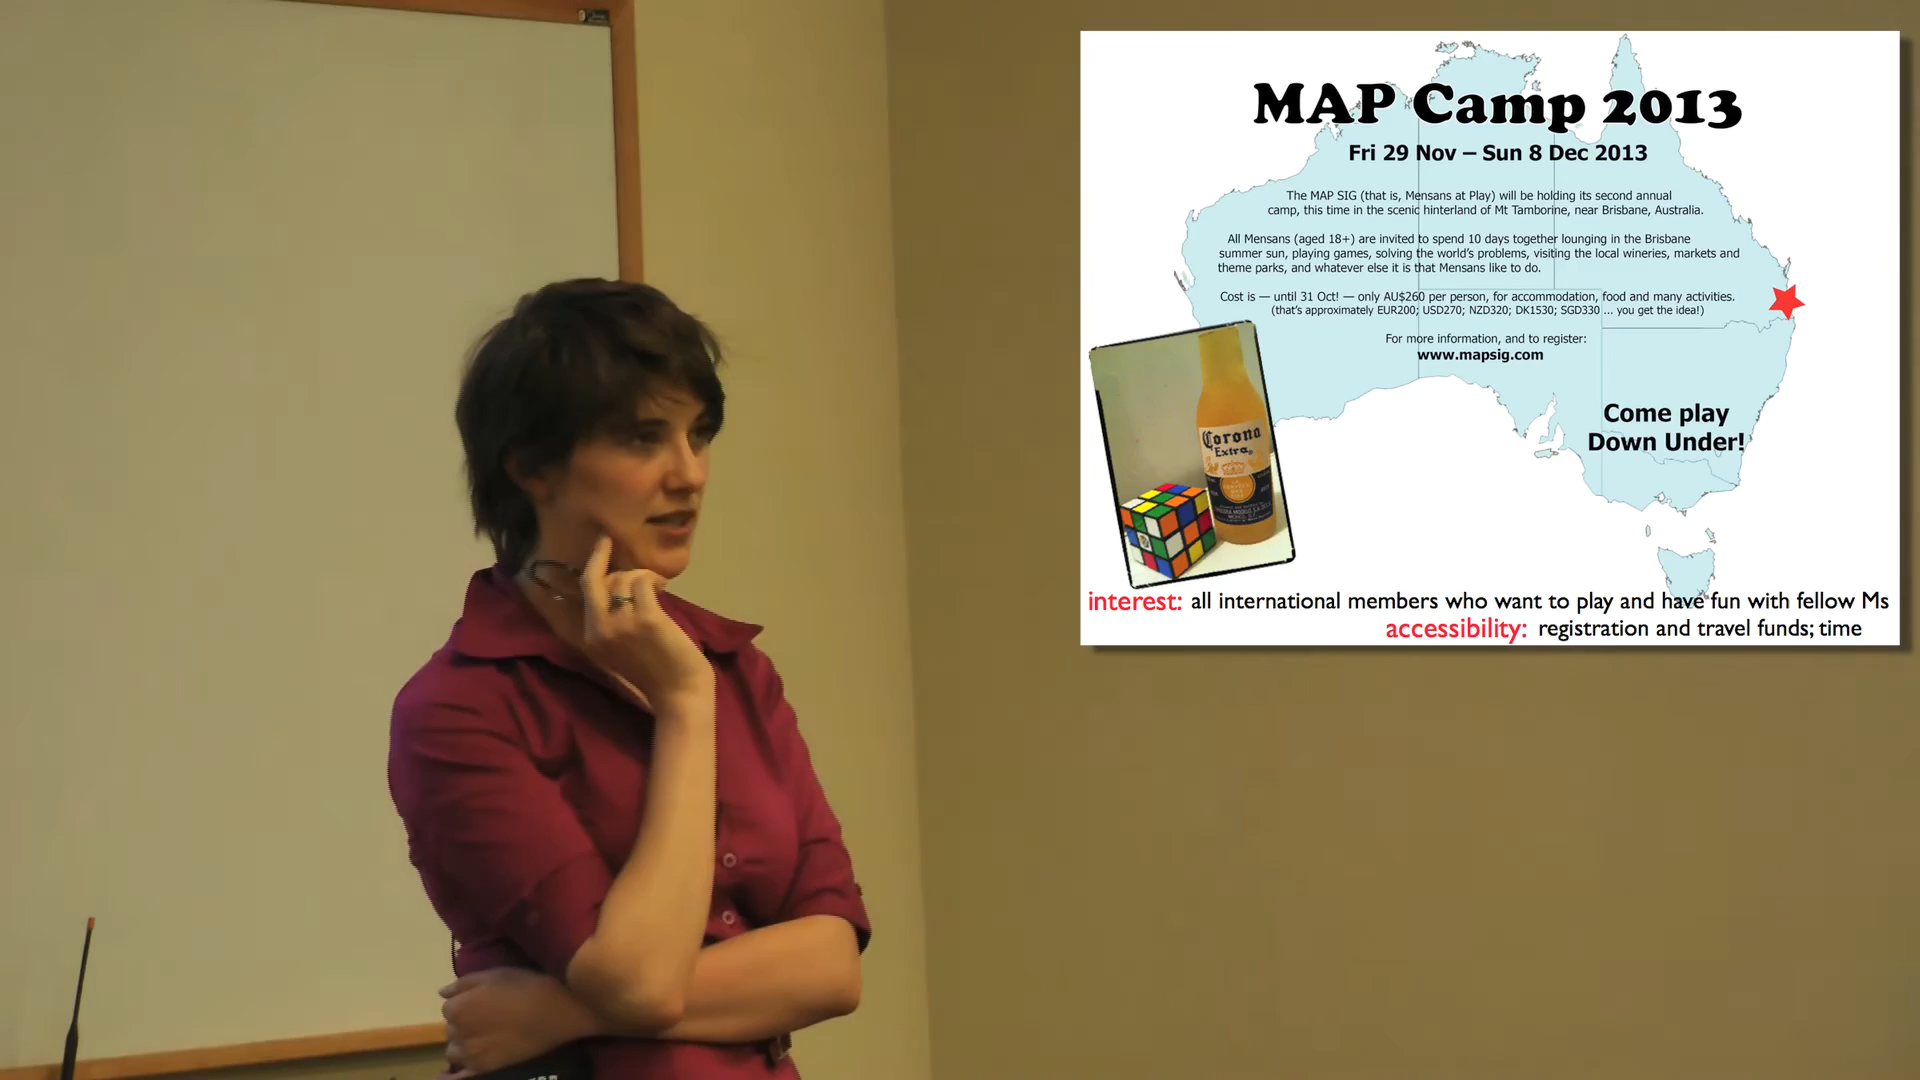 MAP Camp 2013
Fri 29 Nov – Sun 8 Dec 2013
The MAP SIG (that is, Mensans at Play) will be holding its second annual
camp, this time in the scenic hinterland of Mt Tamborine, near Brisbane, Australia.
All Mensans (aged 18+) are invited to spend 10 days together lounging in the Brisbane
summer sun, playing games, solving the world's problems, visiting the local wineries, markets and
theme parks, and whatever else it is that Mensans like to do.
Cost is — until 31 Oct! — only AU$260 per person, for accommodation, food and many activities.
(that's approximately EUR200; USD270; NZD320; DK1530; SGD330 ... you get the idea!)
For more information, and to register:
www.mapsig.com
Corona
Extra
Come play
Down Under!
interest: all international members who want to play and have fun with fellow Ms
accessibility: registration and travel funds; time